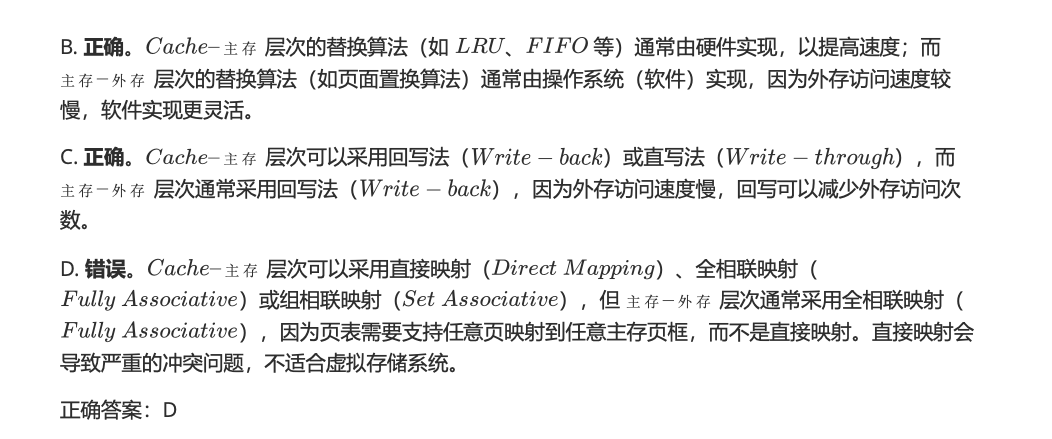 B. 正确。Cache-主存 层次的替换算法（如 LRU、FIFO 等）通常由硬件实现，以提高速度；而
主存-外存 层次的替换算法（如页面置换算法）通常由操作系统（软件）实现，因为外存访问速度较
慢，软件实现更灵活。
C. 正确。Cache-主存 层次可以采用回写法（Write - back）或直写法（Write - through），而
主存-外存 层次通常采用回写法（Write - back），因为外存访问速度慢，回写可以减少外存访问次
数。
D. 错误。Cache-主存 层次可以采用直接映射（Direct Mapping）、全相联映射（
Fully Associative）或组相联映射（Set Associative），但 主存-外存 层次通常采用全相联映射（
Fully Associative），因为页表需要支持任意页映射到任意主存页框，而不是直接映射。直接映射会
导致严重的冲突问题，不适合虚拟存储系统。
正确答案：D